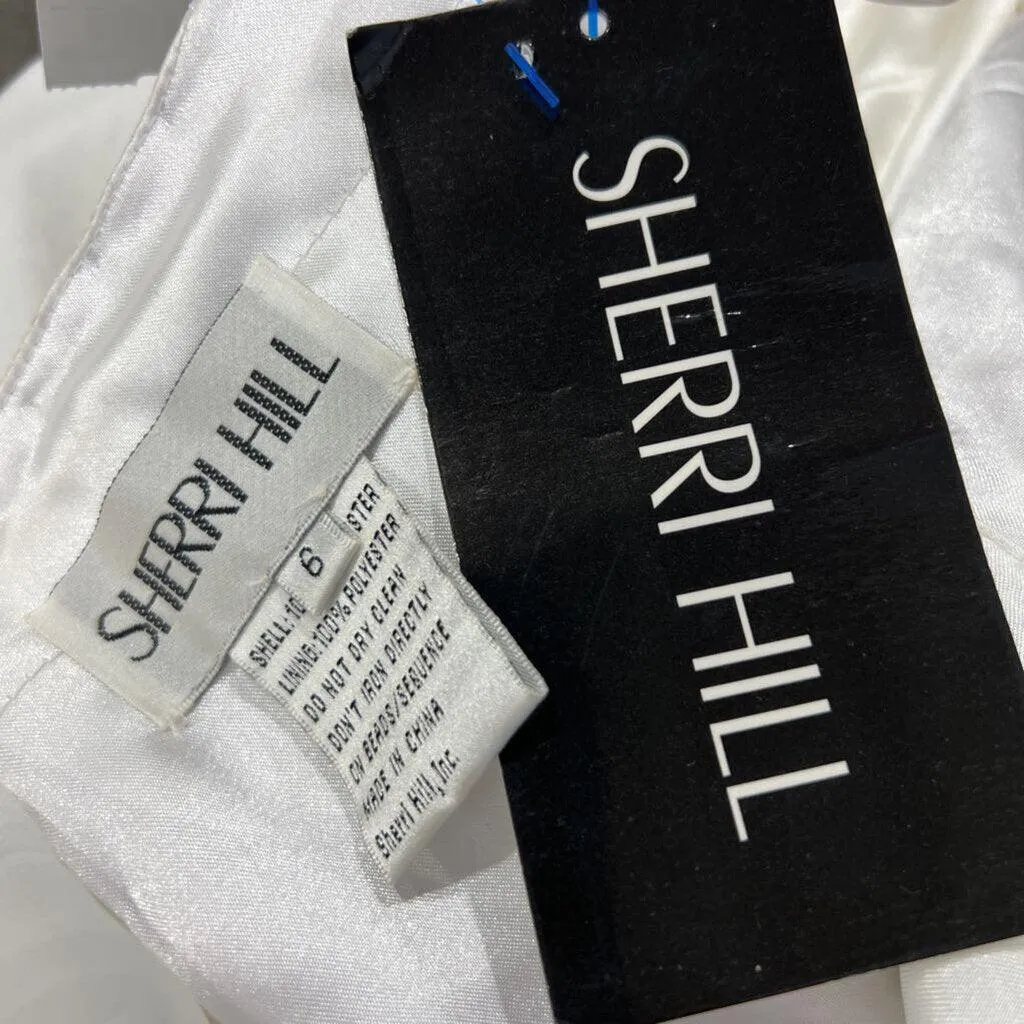 SHERRI HILL
6
SHELL:10 STER
LINING:100% POLYESTER
DO NOT DRY CLEAN
DON'T IRON DIRECTLY
ON BEADS/SEQUENCE
MADE IN CHINA
Sherri Hill, Inc.
SHERRI HILL